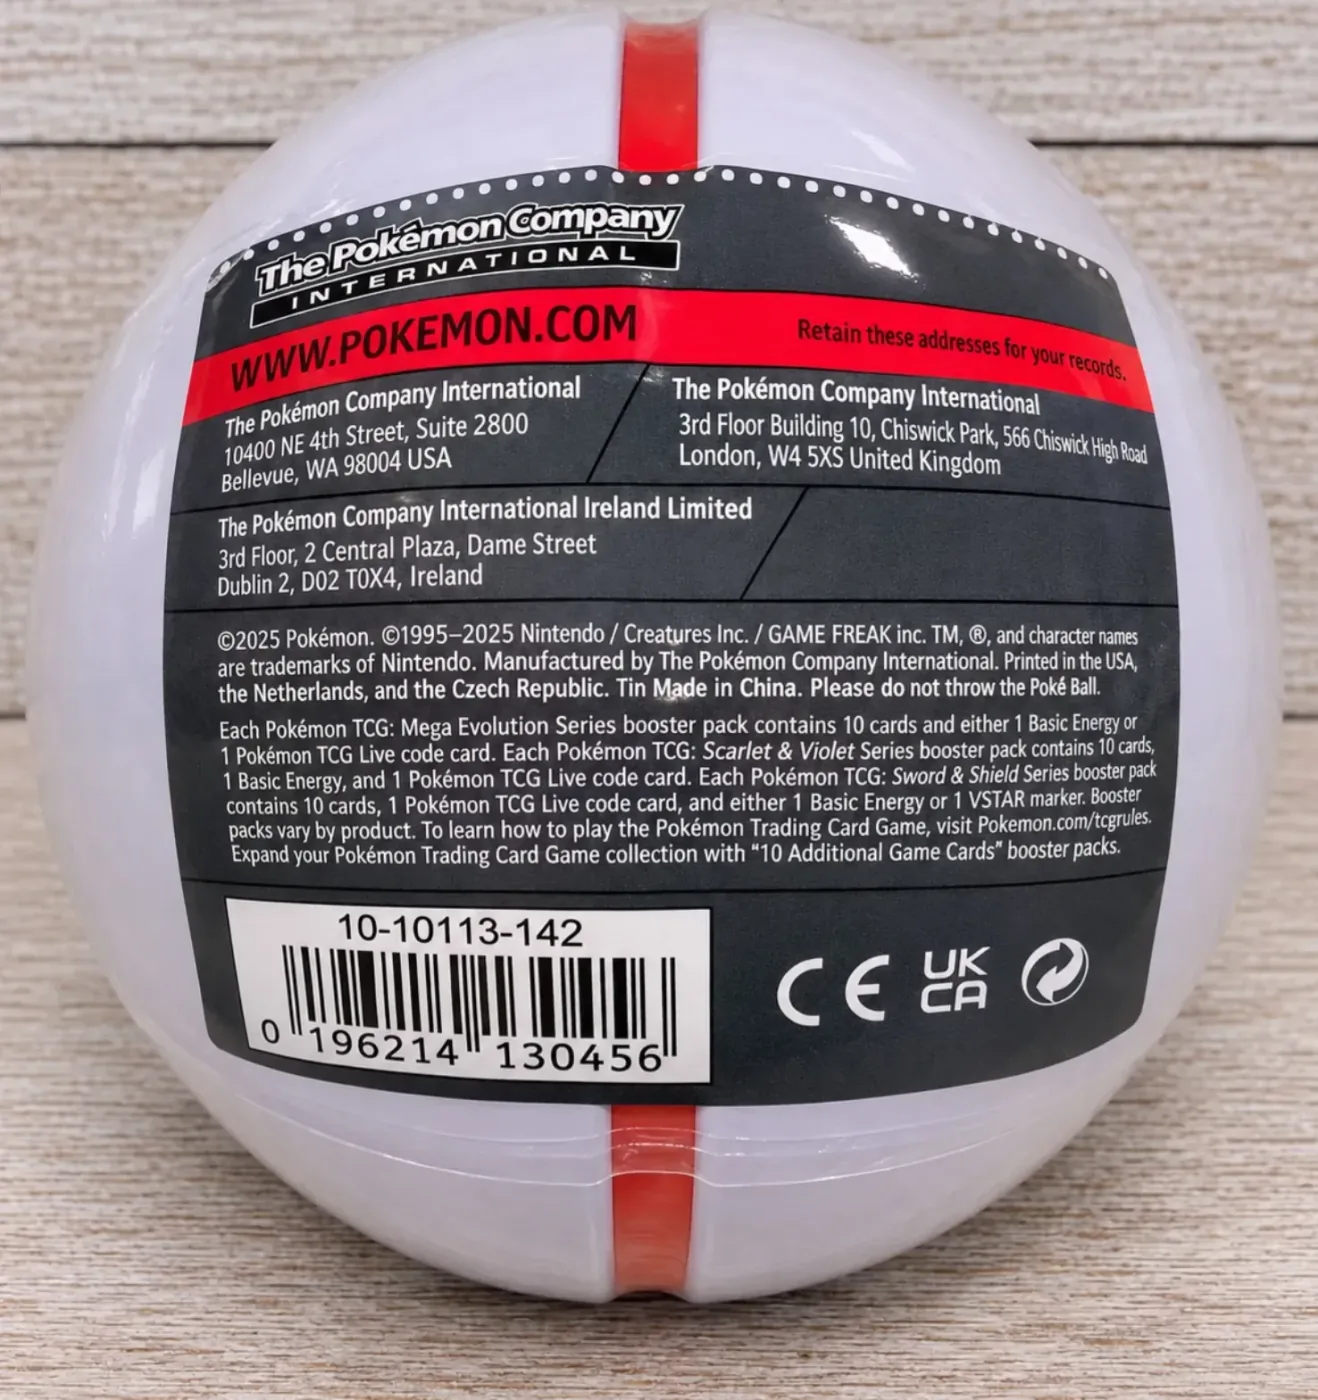 The Pokémon Company
INTERNATIONAL
WWW.POKEMON.COM
Retain these addresses for your records.
The Pokémon Company International
10400 NE 4th Street, Suite 2800
Bellevue, WA 98004 USA
The Pokémon Company International
3rd Floor Building 10, Chiswick Park, 566 Chiswick High Road
London, W4 5XS United Kingdom
The Pokémon Company International Ireland Limited
3rd Floor, 2 Central Plaza, Dame Street
Dublin 2, D02 T0X4, Ireland
©2025 Pokémon. ©1995–2025 Nintendo / Creatures Inc. / GAME FREAK inc. TM, ®, and character names
are trademarks of Nintendo. Manufactured by The Pokémon Company International. Printed in the USA,
the Netherlands, and the Czech Republic. Tin Made in China. Please do not throw the Poké Ball.
Each Pokémon TCG: Mega Evolution Series booster pack contains 10 cards and either 1 Basic Energy or
1 Pokémon TCG Live code card. Each Pokémon TCG: Scarlet & Violet Series booster pack contains 10 cards,
1 Basic Energy, and 1 Pokémon TCG Live code card. Each Pokémon TCG: Sword & Shield Series booster pack
contains 10 cards, 1 Pokémon TCG Live code card, and either 1 Basic Energy or 1 VSTAR marker. Booster
packs vary by product. To learn how to play the Pokémon Trading Card Game, visit Pokemon.com/tcgrules.
Expand your Pokémon Trading Card Game collection with "10 Additional Game Cards" booster packs.
10-10113-142
0 196214 130456
CE
UK
CA